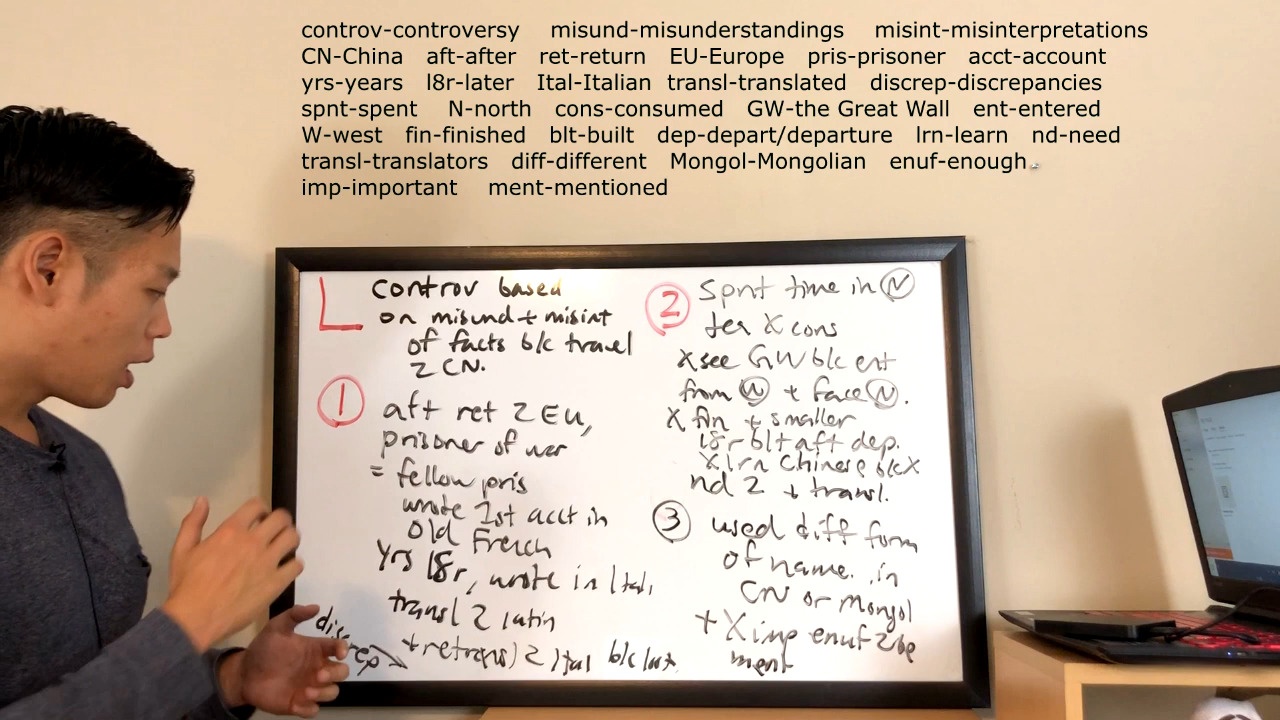 controv-controversy misund-misunderstandings misint-misinterpretations
CN-China aft-after ret-return EU-Europe pris-prisoner acct-account
yrs-years l8r-later Ital-Italian transl-translated discrep-discrepancies
spnt-spent N-north cons-consumed GW-the Great Wall ent-entered
W-west fin-finished blt-built dep-depart/departure lrn-learn nd-need
transl-translators diff-different Mongol-Mongolian enuf-enough
imp-important ment-mentioned
L controv based
on misund + misint
of facts b/c travel
2 CN.
1 aft ret 2 EU,
prisoner of war
= fellow pris
wrote 1st acct in
Old French
yrs l8r, wrote in Ital,
transl 2 latin
+ retransl 2 Ital b/c lost
discrep
2 spnt time in N
tea X cons
X see GW b/c ent
from W + face N.
X fin + smaller
l8r blt aft dep.
X lrn Chinese b/c X
nd 2 + transl.
3 used diff form
of name in
CN or Mongol
+ X imp enuf 2 be
ment